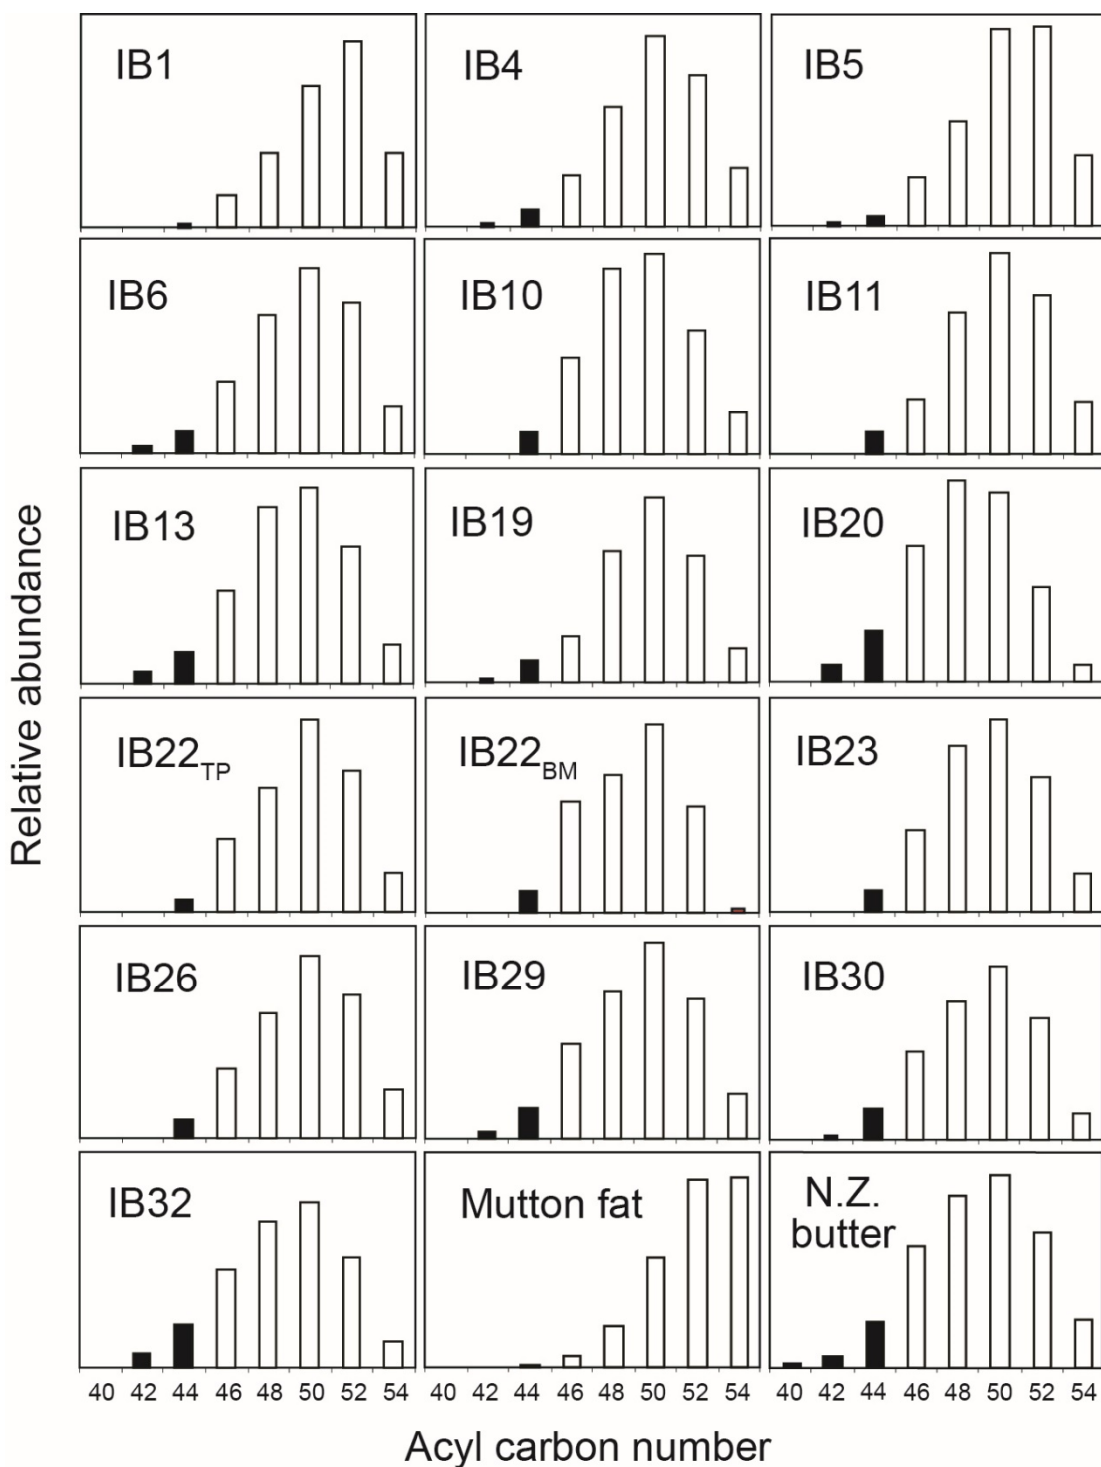 IB1
IB4
IB5
IB6
IB10
IB11
IB13
IB19
IB20
IB22TP
IB22BM
IB23
IB26
IB29
IB30
IB32
Mutton fat
N.Z.
butter
Relative abundance
40 42 44 46 48 50 52 54
40 42 44 46 48 50 52 54
40 42 44 46 48 50 52 54
Acyl carbon number